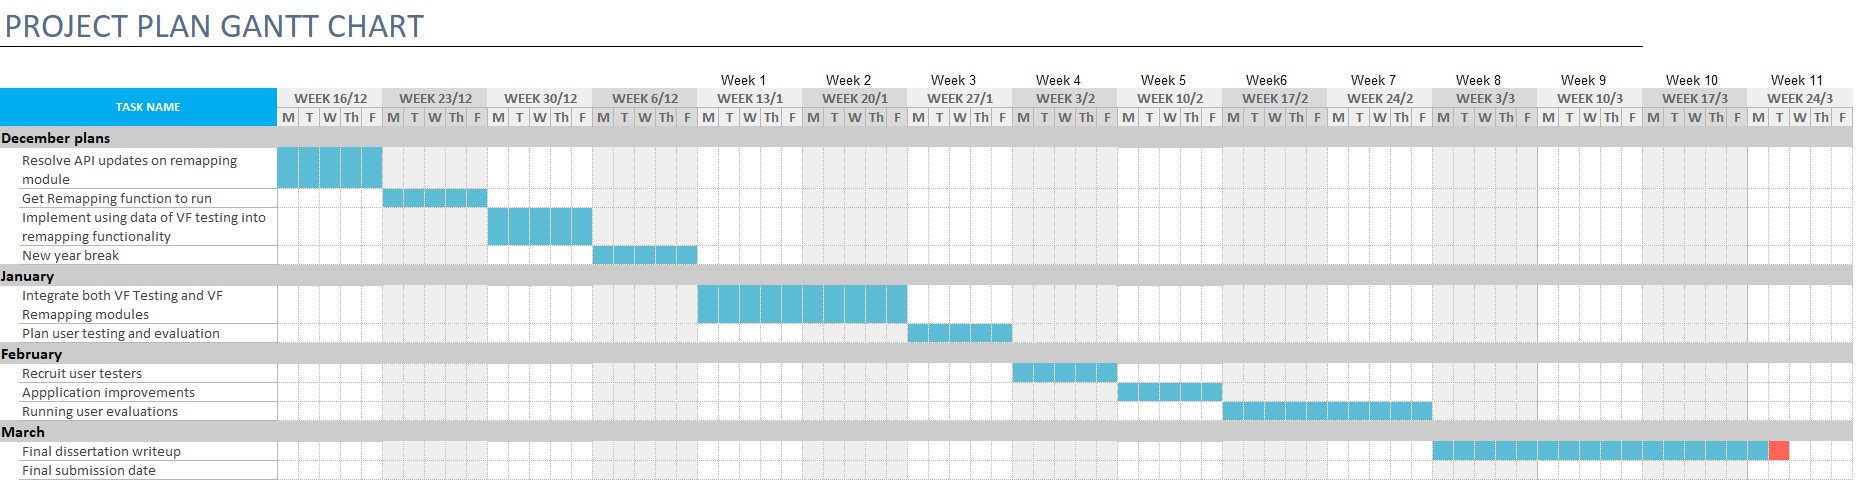 PROJECT PLAN GANTT CHART
Week 1 Week 2 Week 3 Week 4 Week 5 Week6 Week 7 Week 8 Week 9 Week 10 Week 11
TASK NAME WEEK 16/12 WEEK 23/12 WEEK 30/12 WEEK 6/12 WEEK 13/1 WEEK 20/1 WEEK 27/1 WEEK 3/2 WEEK 10/2 WEEK 17/2 WEEK 24/2 WEEK 3/3 WEEK 10/3 WEEK 17/3 WEEK 24/3
M T W Th F M T W Th F M T W Th F M T W Th F M T W Th F M T W Th F M T W Th F M T W Th F M T W Th F M T W Th F M T W Th F M T W Th F M T W Th F M T W Th F M T W Th F
December plans
Resolve API updates on remapping
module
Get Remapping function to run
Implement using data of VF testing into
remapping functionality
New year break
January
Integrate both VF Testing and VF
Remapping modules
Plan user testing and evaluation
February
Recruit user testers
Appplication improvements
Running user evaluations
March
Final dissertation writeup
Final submission date